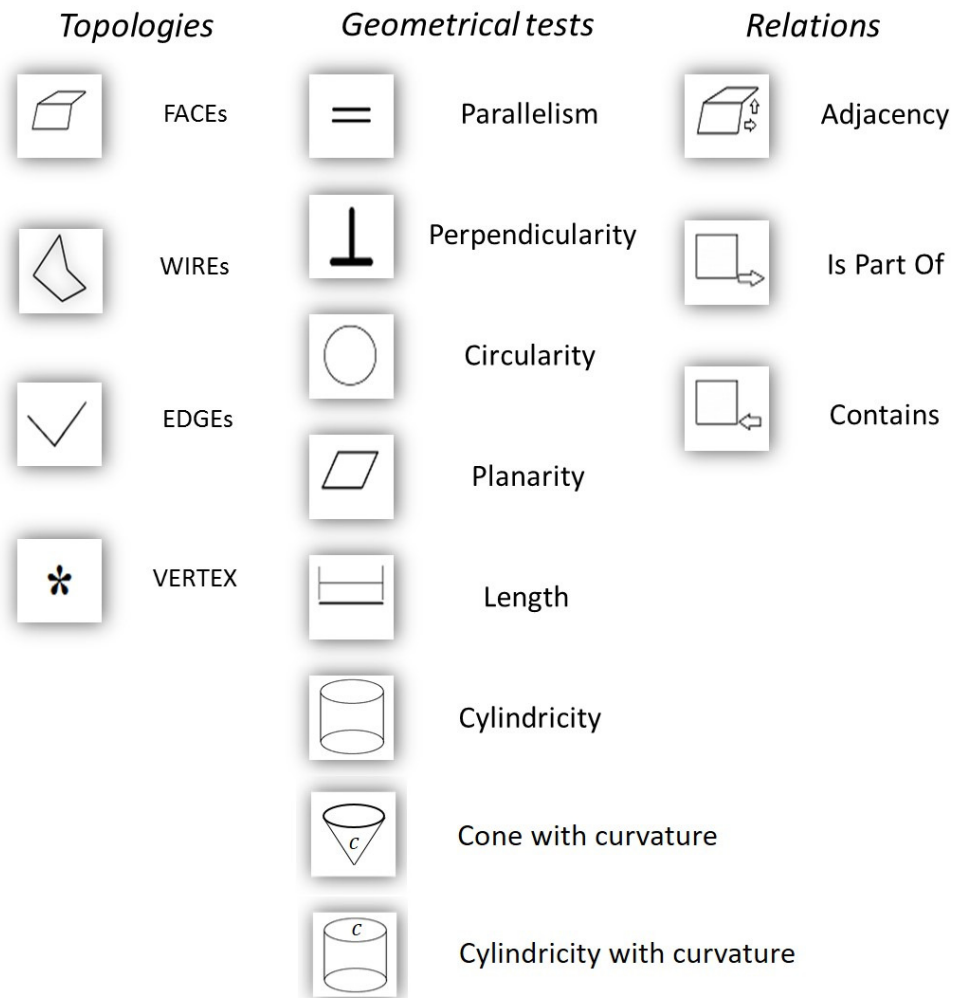 Topologies
FACEs
WIREs
EDGEs
VERTEX
Geometrical tests
Parallelism
Perpendicularity
Circularity
Planarity
Length
Cylindricity
c
Cone with curvature
c
Cylindricity with curvature
Relations
Adjacency
Is Part Of
Contains